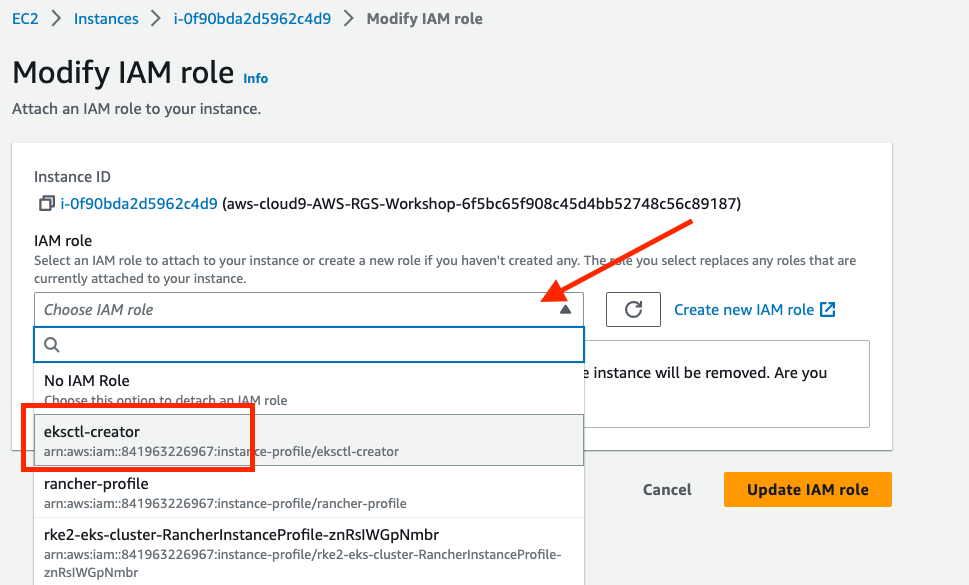 EC2 > Instances > i-0f90bda2d5962c4d9 > Modify IAM role
Modify IAM role Info
Attach an IAM role to your instance.
Instance ID
i-0f90bda2d5962c4d9 (aws-cloud9-AWS-RGS-Workshop-6f5bc65f908c45d4bb52748c56c89187)
IAM role
Select an IAM role to attach to your instance or create a new role if you haven't created any. The role you select replaces any roles that are
currently attached to your instance.
Choose IAM role
Create new IAM role
e instance will be removed. Are you
No IAM Role
Choose this option to detach an IAM role
eksctl-creator
arn:aws:iam::841963226967:instance-profile/eksctl-creator
rancher-profile
arn:aws:iam::841963226967:instance-profile/rancher-profile
rke2-eks-cluster-RancherInstanceProfile-znRsIWGpNmbr
arn:aws:iam::841963226967:instance-profile/rke2-eks-cluster-RancherInstanceProfile-
znRsIWGpNmbr
Cancel
Update IAM role